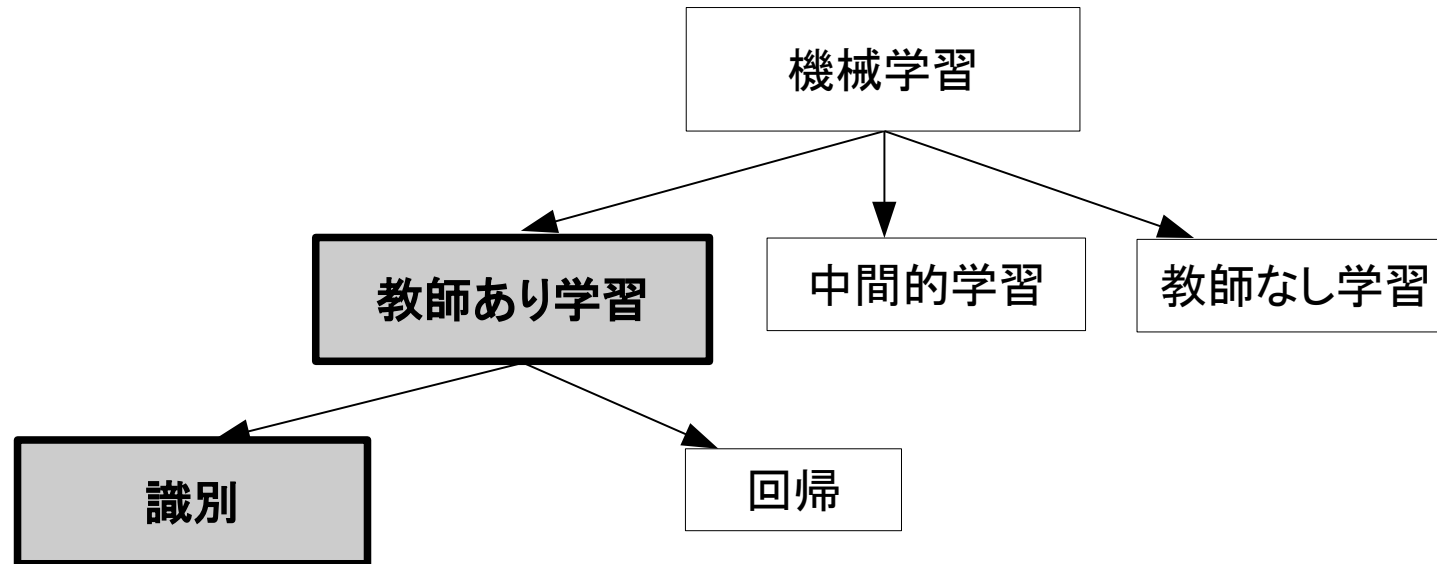 機械学習
教師あり学習
中間的学習
教師なし学習
識別
回帰